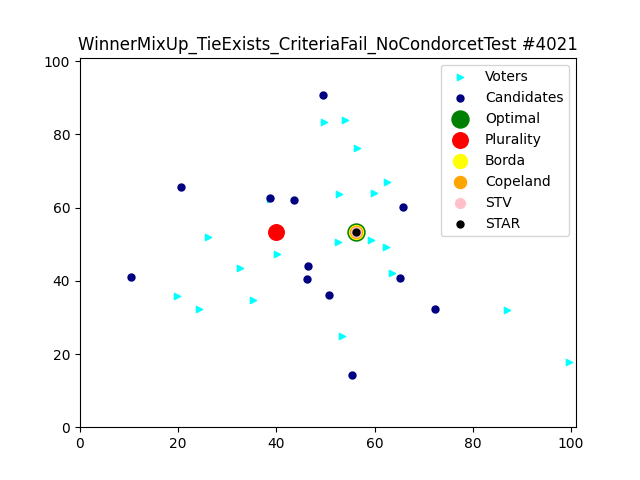 WinnerMixUp_TieExists_CriteriaFail_NoCondorcetTest #4021
100
80
60
40
20
0
0 20 40 60 80 100
Voters
Candidates
Optimal
Plurality
Borda
Copeland
STV
STAR